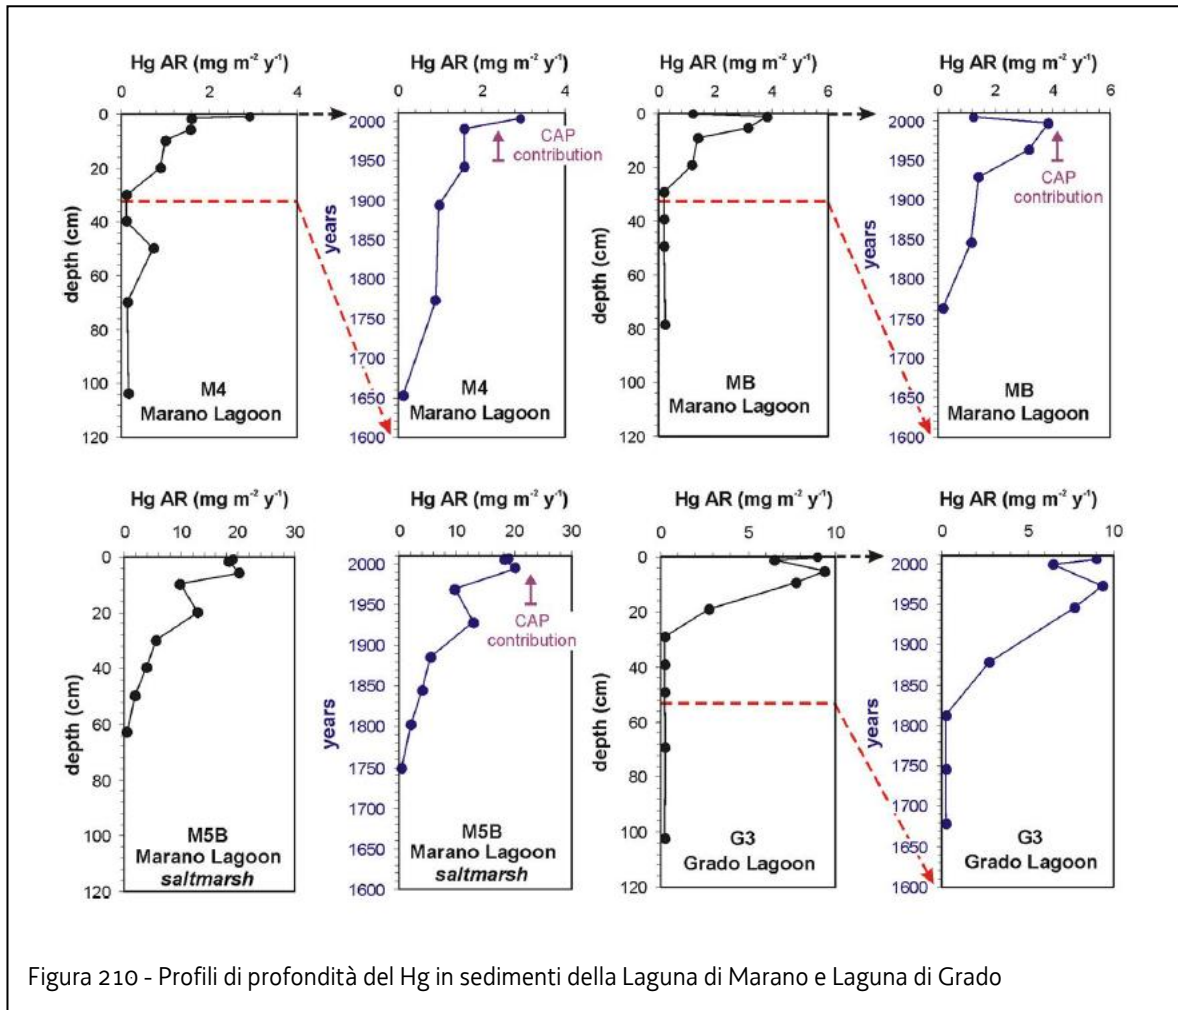 Hg AR (mg m⁻² y⁻¹)
0 2 4
0
20
40
60
80
100
120
depth (cm)
M4
Marano Lagoon
Hg AR (mg m⁻² y⁻¹)
0 2 4
2000
1950
1900
1850
1800
1750
1700
1650
1600
years
CAP
contribution
M4
Marano Lagoon
Hg AR (mg m⁻² y⁻¹)
0 2 4 6
0
20
40
60
80
100
120
depth (cm)
MB
Marano Lagoon
Hg AR (mg m⁻² y⁻¹)
0 2 4 6
2000
1950
1900
1850
1800
1750
1700
1650
1600
years
CAP
contribution
MB
Marano Lagoon
Hg AR (mg m⁻² y⁻¹)
0 10 20 30
0
20
40
60
80
100
120
depth (cm)
M5B
Marano Lagoon
saltmarsh
Hg AR (mg m⁻² y⁻¹)
0 10 20 30
2000
1950
1900
1850
1800
1750
1700
1650
1600
years
CAP
contribution
M5B
Marano Lagoon
saltmarsh
Hg AR (mg m⁻² y⁻¹)
0 5 10
0
20
40
60
80
100
120
depth (cm)
G3
Grado Lagoon
Hg AR (mg m⁻² y⁻¹)
0 5 10
2000
1950
1900
1850
1800
1750
1700
1650
1600
years
G3
Grado Lagoon
Figura 210 - Profili di profondità del Hg in sedimenti della Laguna di Marano e Laguna di Grado